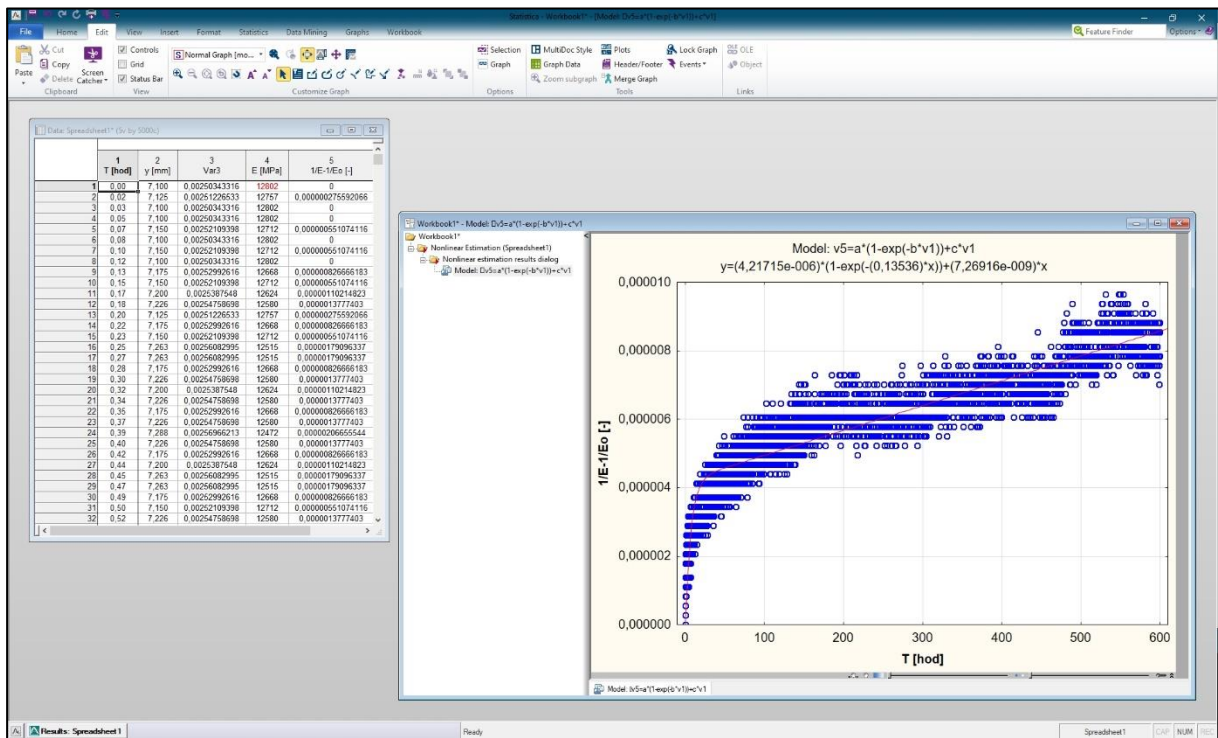 Statistica - Workbook1* - [Model: Dv5=a*(1-exp(-b*v1))+c*v1
File Home Edit View Insert Format Statistics Data Mining Graphs Workbook
Feature Finder Options
Paste Cut Copy Delete Screen Catcher
Clipboard
Controls Grid Status Bar
View
Normal Graph [mo...
Customize Graph
Selection Graph
Options
MultiDoc Style Plots Lock Graph
Graph Data Header/Footer Events
Zoom subgraph Merge Graph
Tools
OLE Object
Links
Data: Spreadsheet1* (5v by 5000c)
1 2 3 4 5
T [hod] y [mm] Var3 E [MPa] 1/E-1/Eo [-]
1 0,00 7,100 0,00250343316 12802 0
2 0,02 7,125 0,00251226533 12757 0,000000275592066
3 0,03 7,100 0,00250343316 12802 0
4 0,05 7,100 0,00250343316 12802 0
5 0,07 7,150 0,00252109398 12712 0,000000551074116
6 0,08 7,100 0,00250343316 12802 0
7 0,10 7,150 0,00252109398 12712 0,000000551074116
8 0,12 7,100 0,00250343316 12802 0
9 0,13 7,175 0,00252992616 12668 0,000000826666183
10 0,15 7,150 0,00252109398 12712 0,000000551074116
11 0,17 7,200 0,0025387548 12624 0,00000110214823
12 0,18 7,226 0,00254758698 12580 0,0000013777403
13 0,20 7,125 0,00251226533 12757 0,000000275592066
14 0,22 7,175 0,00252992616 12668 0,000000826666183
15 0,23 7,150 0,00252109398 12712 0,000000551074116
16 0,25 7,263 0,00256082995 12515 0,00000179096337
17 0,27 7,263 0,00256082995 12515 0,00000179096337
18 0,28 7,175 0,00252992616 12668 0,000000826666183
19 0,30 7,226 0,00254758698 12580 0,0000013777403
20 0,32 7,200 0,0025387548 12624 0,00000110214823
21 0,34 7,226 0,00254758698 12580 0,0000013777403
22 0,35 7,175 0,00252992616 12668 0,000000826666183
23 0,37 7,226 0,00254758698 12580 0,0000013777403
24 0,39 7,288 0,00256966213 12472 0,00000206655544
25 0,40 7,226 0,00254758698 12580 0,0000013777403
26 0,42 7,175 0,00252992616 12668 0,000000826666183
27 0,44 7,200 0,0025387548 12624 0,00000110214823
28 0,45 7,263 0,00256082995 12515 0,00000179096337
29 0,47 7,263 0,00256082995 12515 0,00000179096337
30 0,49 7,175 0,00252992616 12668 0,000000826666183
31 0,50 7,150 0,00252109398 12712 0,000000551074116
32 0,52 7,226 0,00254758698 12580 0,0000013777403
Workbook1* - Model: Dv5=a*(1-exp(-b*v1))+c*v1
Workbook1*
Nonlinear Estimation (Spreadsheet1)
Nonlinear estimation results dialog
Model: Dv5=a*(1-exp(-b*v1))+c*v1
Model: v5=a*(1-exp(-b*v1))+c*v1
y=(4,21715e-006)*(1-exp(-(0,13536)*x))+(7,26916e-009)*x
0,000010
0,000008
0,000006
0,000004
0,000002
0,000000
1/E-1/Eo [-]
0 100 200 300 400 500 600
T [hod]
Model: Dv5=a*(1-exp(-b*v1))+c*v1
Results: Spreadsheet1 Ready Spreadsheet1 CAP NUM REC